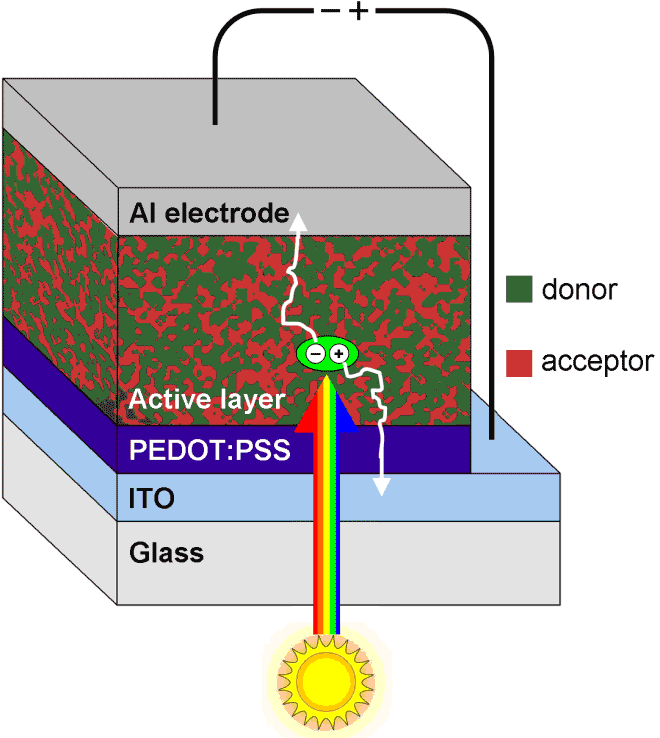 − +
Al electrode
donor
− +
acceptor
Active layer
PEDOT:PSS
ITO
Glass